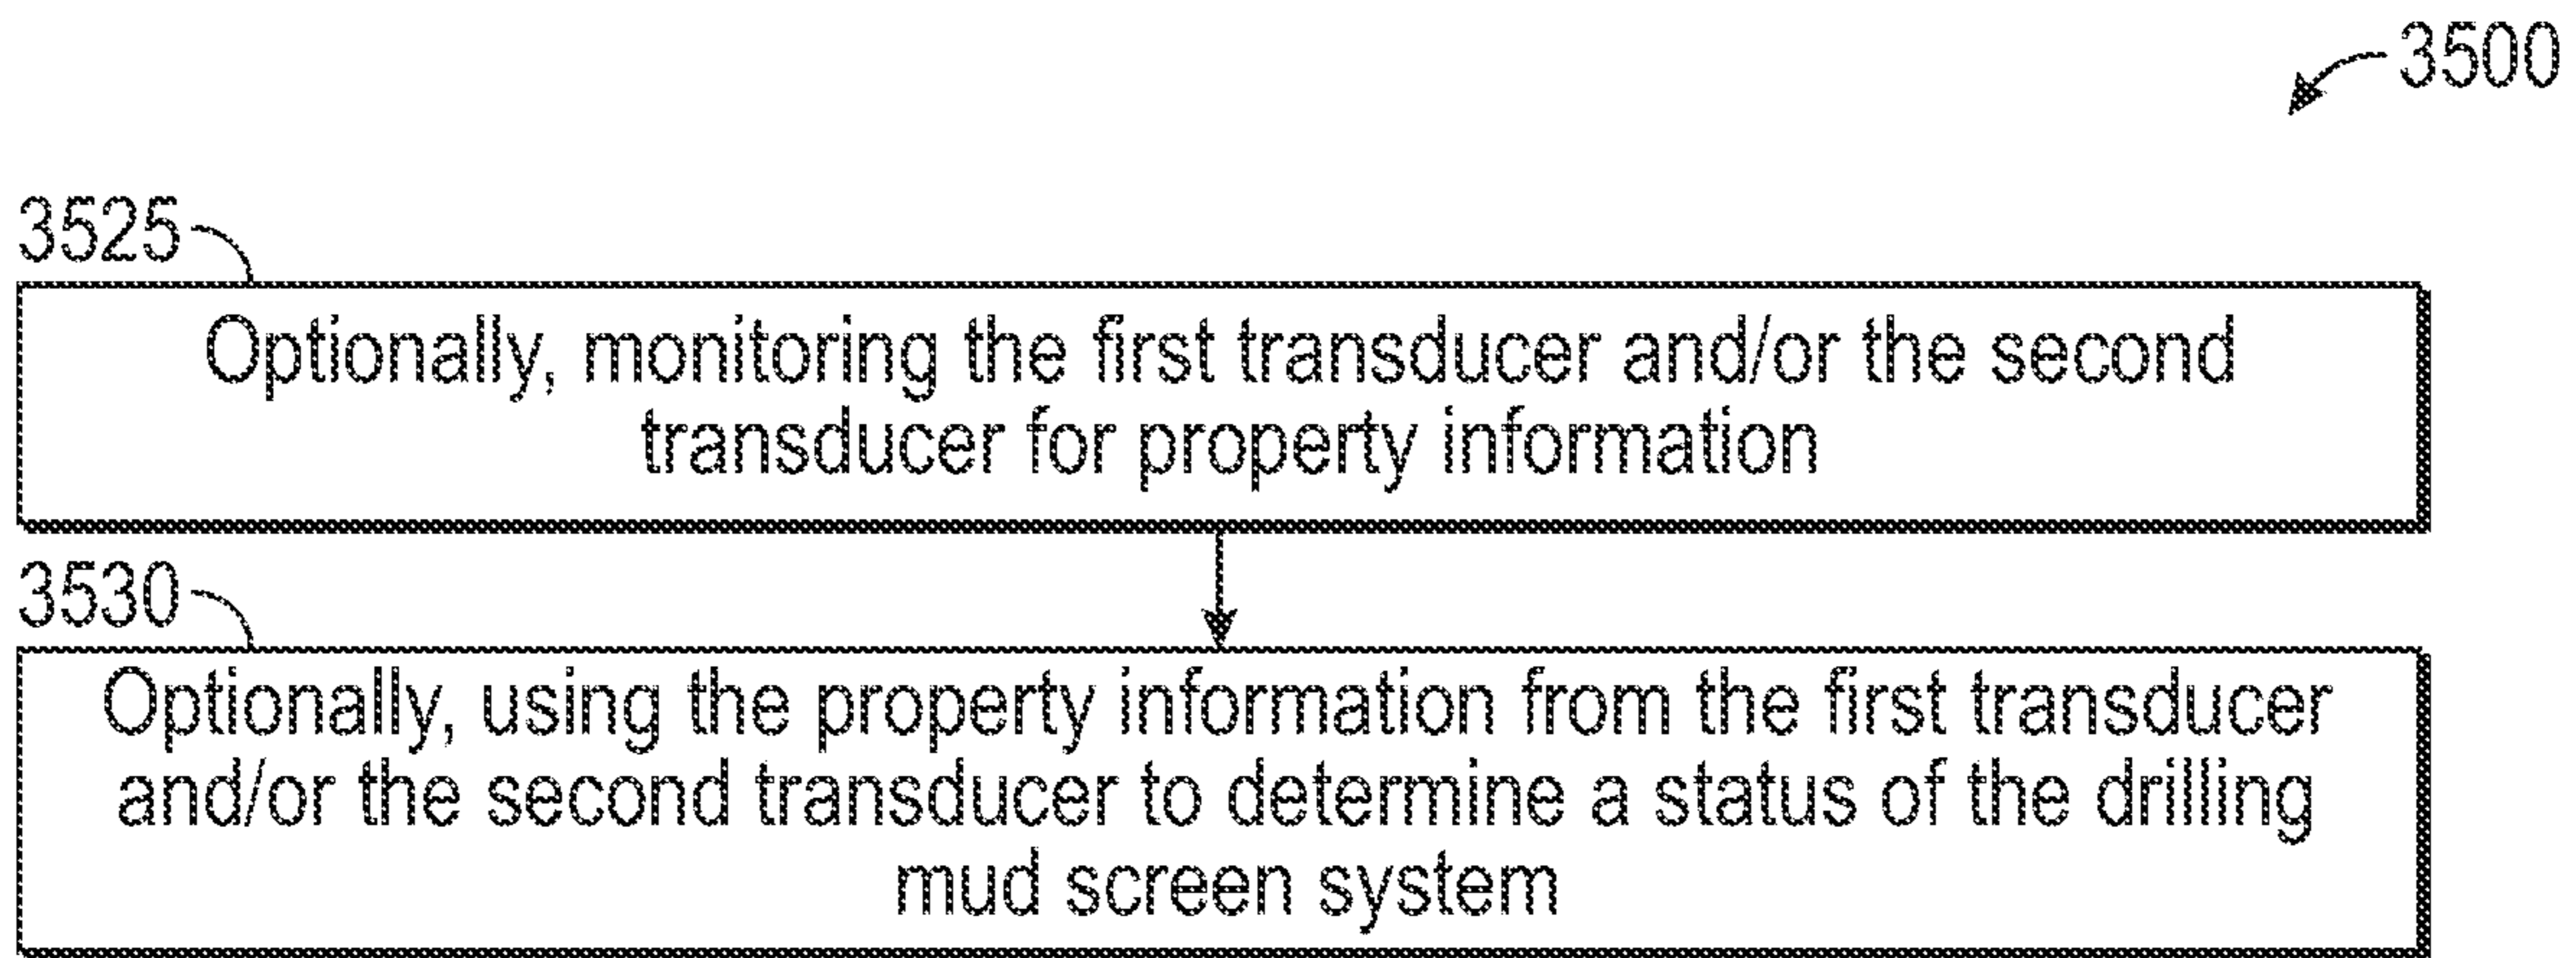 3500
3525
Optionally, monitoring the first transducer and/or the second
transducer for property information
3530
Optionally, using the property information from the first transducer
and/or the second transducer to determine a status of the drilling
mud screen system